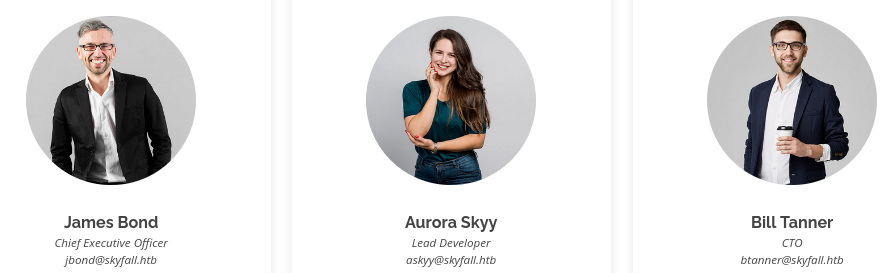 James Bond
Chief Executive Officer
jbond@skyfall.htb
Aurora Skyy
Lead Developer
askyy@skyfall.htb
Bill Tanner
CTO
btanner@skyfall.htb